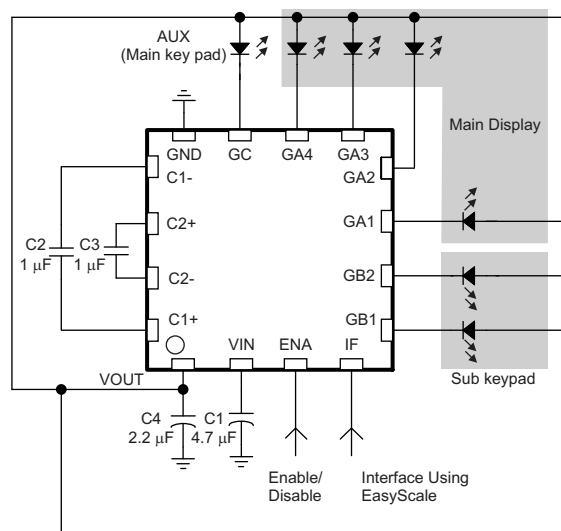 AUX
(Main key pad)
Main Display
GND
GC
GA4
GA3
C1-
GA2
C2+
GA1
C2
1 µF
C3
1 µF
C2-
GB2
C1+
GB1
VIN
ENA
IF
VOUT
Sub keypad
C4
2.2 µF
C1
4.7 µF
Enable/
Disable
Interface Using
EasyScale